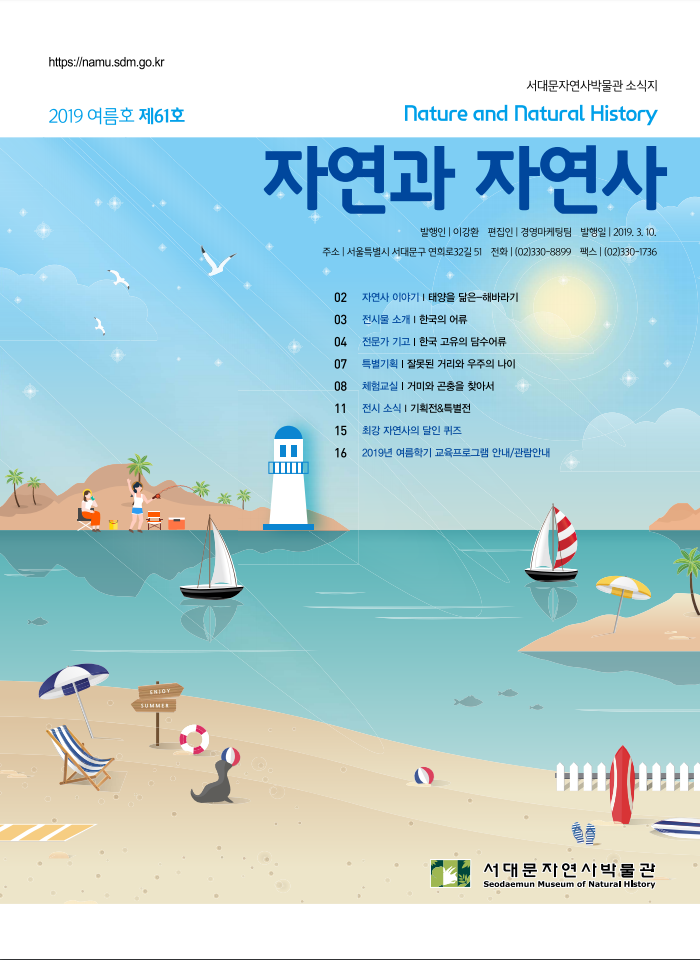 https://namu.sdm.go.kr
서대문자연사박물관 소식지
2019 여름호 제61호
Nature and Natural History
자연과 자연사
발행인 | 이강환 편집인 | 경영마케팅팀 발행일 | 2019. 3. 10.
주소 | 서울특별시 서대문구 연희로32길 51 전화 | (02)330-8899 팩스 | (02)330-1736
02 자연사 이야기 | 태양을 닮은-해바라기
03 전시물 소개 | 한국의 어류
04 전문가 기고 | 한국 고유의 담수어류
07 특별기획 | 잘못된 거리와 우주의 나이
08 체험교실 | 거미와 곤충을 찾아서
11 전시 소식 | 기획전&특별전
15 최강 자연사의 달인 퀴즈
16 2019년 여름학기 교육프로그램 안내/관람안내
ENJOY
SUMMER
서대문자연사박물관
Seodaemun Museum of Natural History